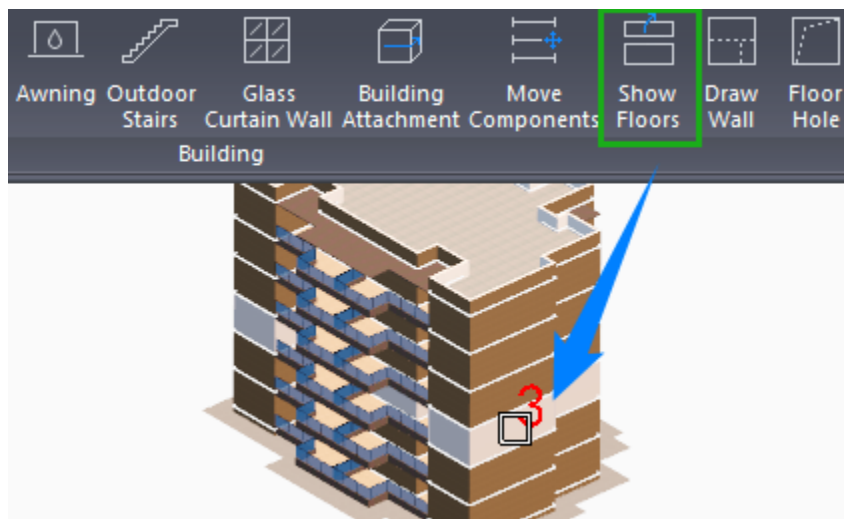 Awning Outdoor Glass Building Move Show Draw Floor
Stairs Curtain Wall Attachment Components Floors Wall Hole
Building
3